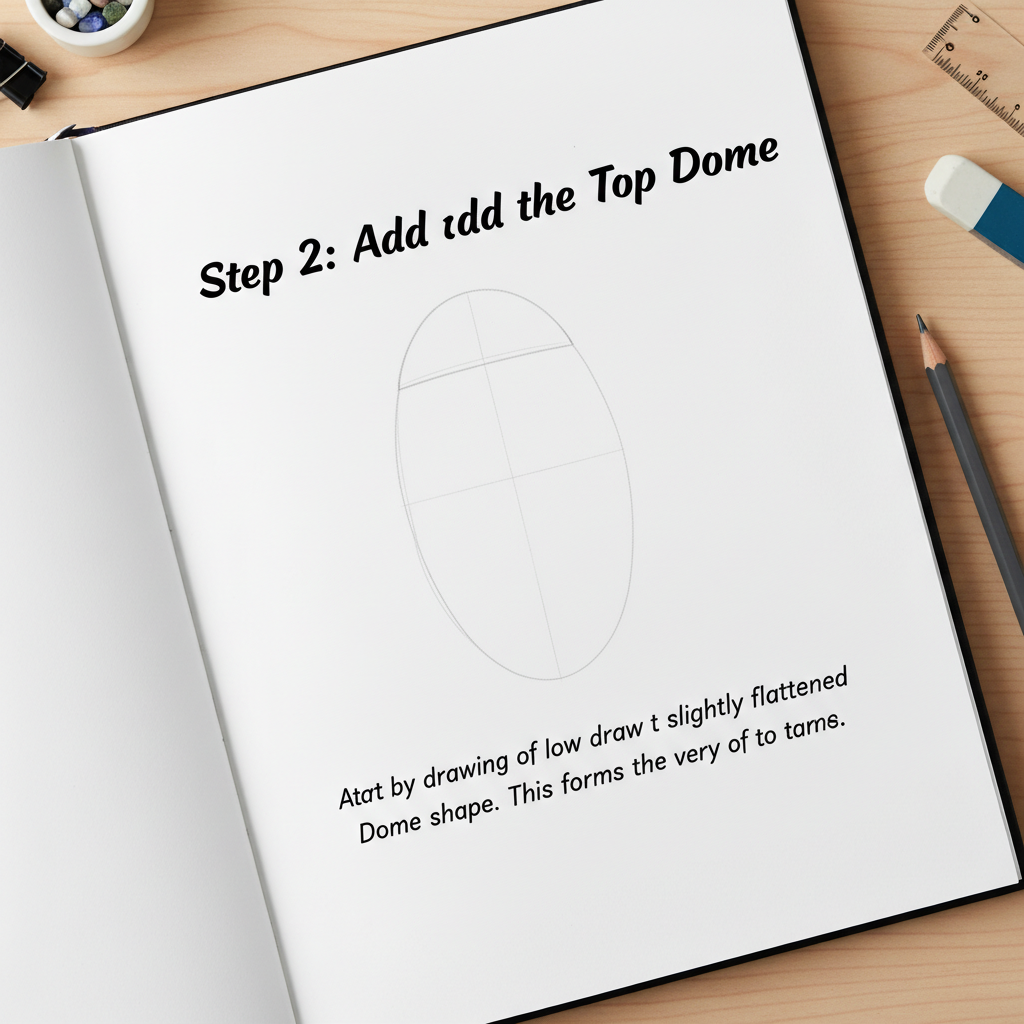 Step 2: Add ıdd the Top Dome
Atat by drawing of low draw t slightly flattened
Dome shape. This forms the very of to tams.